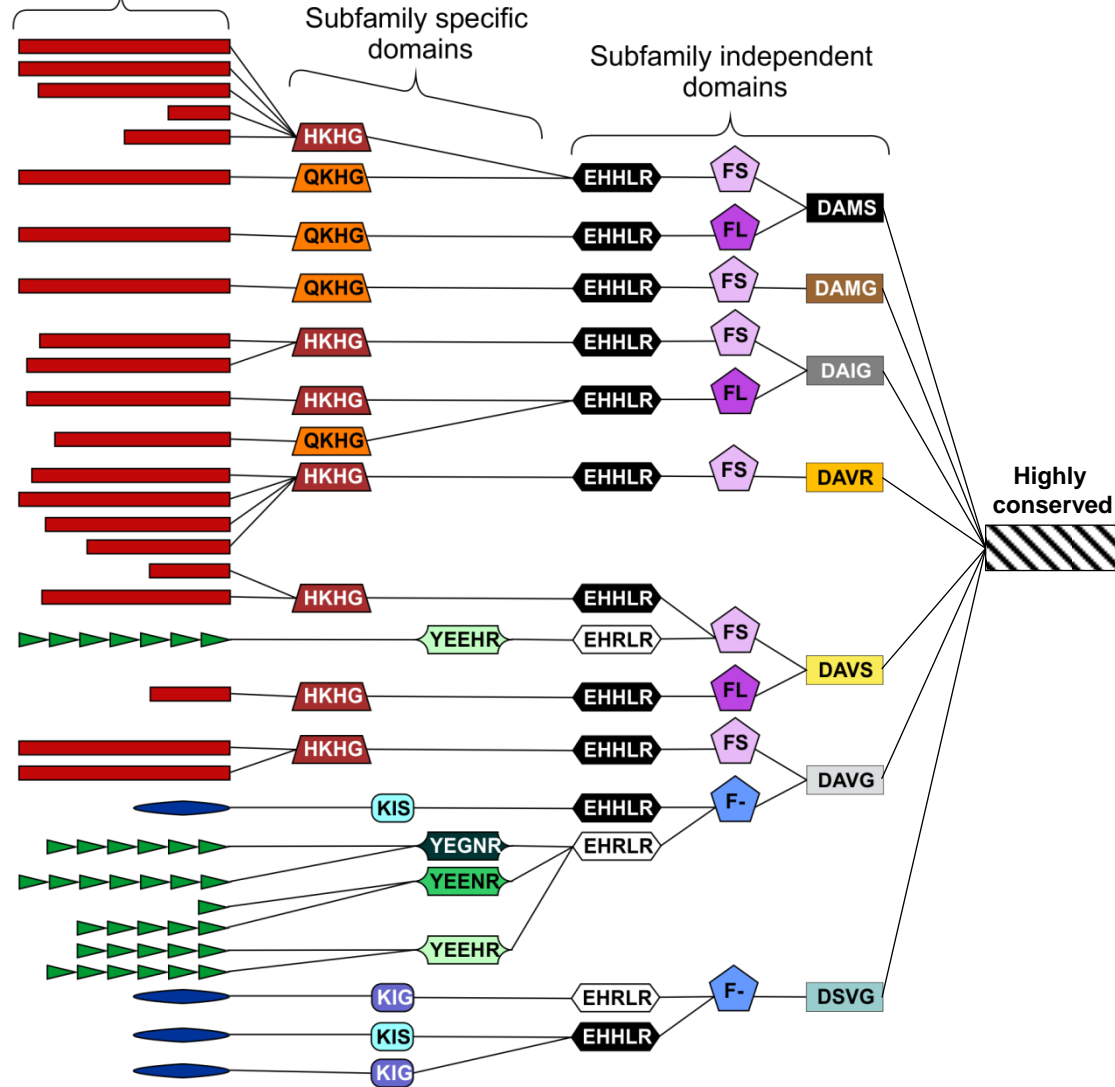 Subfamily specific
domains
Subfamily independent
domains
HKHG
QKHG EHHLR FS
DAMS
QKHG EHHLR FL
QKHG EHHLR FS DAMG
HKHG EHHLR FS
DAIG
HKHG EHHLR FL
QKHG
HKHG EHHLR FS DAVR
Highly
conserved
HKHG EHHLR
YEEHR EHRLR FS
DAVS
HKHG EHHLR FL
HKHG EHHLR FS
DAVG
KIS EHHLR F-
YEGNR EHRLR
YEENR
YEEHR
KIG EHRLR F- DSVG
KIS EHHLR
KIG